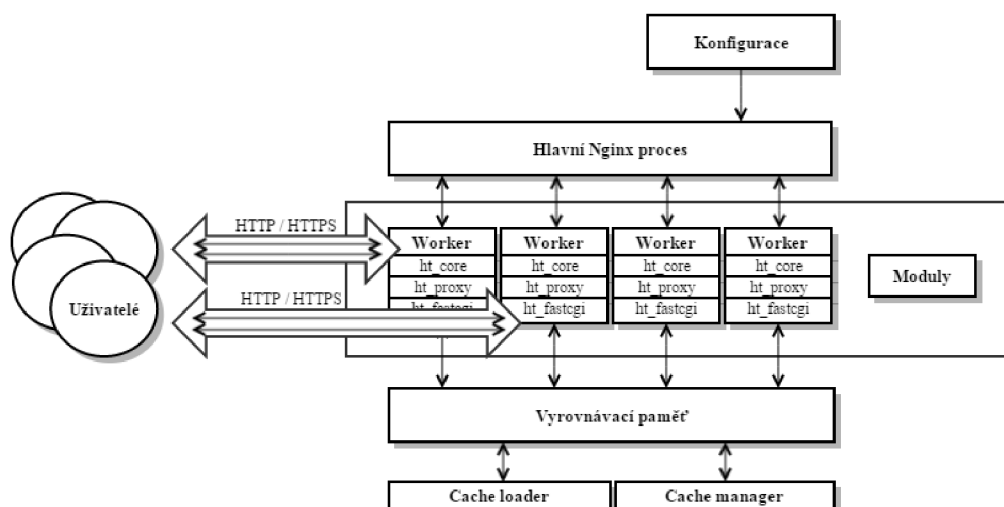 Konfigurace
Hlavní Nginx proces
HTTP / HTTPS
Worker Worker Worker Worker
ht_core ht_core ht_core ht_core
ht_proxy ht_proxy ht_proxy ht_proxy
Moduly
HTTP / HTTPS
Uživatelé
ht_fastcgi ht_fastcgi ht_fastcgi ht_fastcgi
Vyrovnávací paměť
Cache loader Cache manager